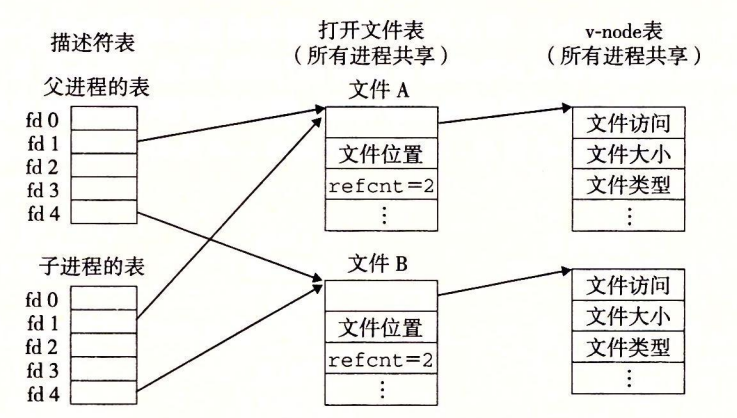 描述符表
打开文件表
（所有进程共享）
v-node表
（所有进程共享）
父进程的表
fd 0
fd 1
fd 2
fd 3
fd 4
文件 A
文件位置
refcnt=2
⋮
文件访问
文件大小
文件类型
⋮
子进程的表
fd 0
fd 1
fd 2
fd 3
fd 4
文件 B
文件位置
refcnt=2
⋮
文件访问
文件大小
文件类型
⋮